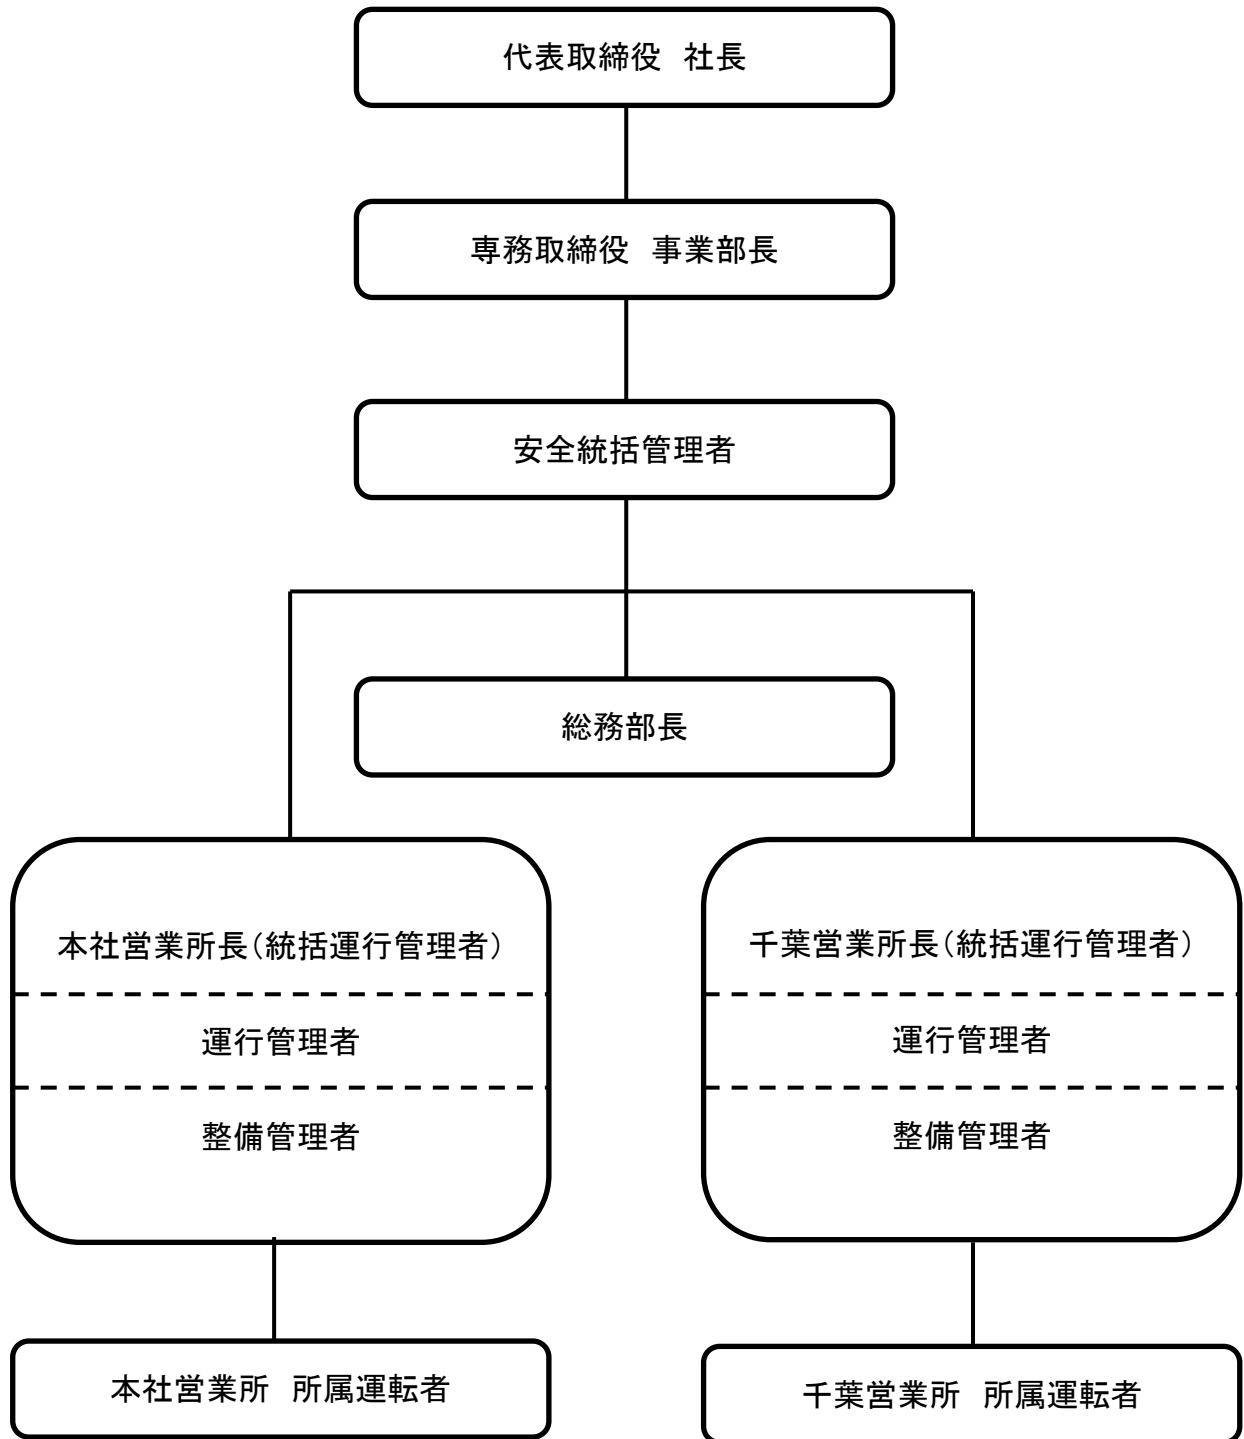 代表取締役　社長
専務取締役　事業部長
安全統括管理者
総務部長
本社営業所長（統括運行管理者）
運行管理者
整備管理者
千葉営業所長（統括運行管理者）
運行管理者
整備管理者
本社営業所　所属運転者
千葉営業所　所属運転者